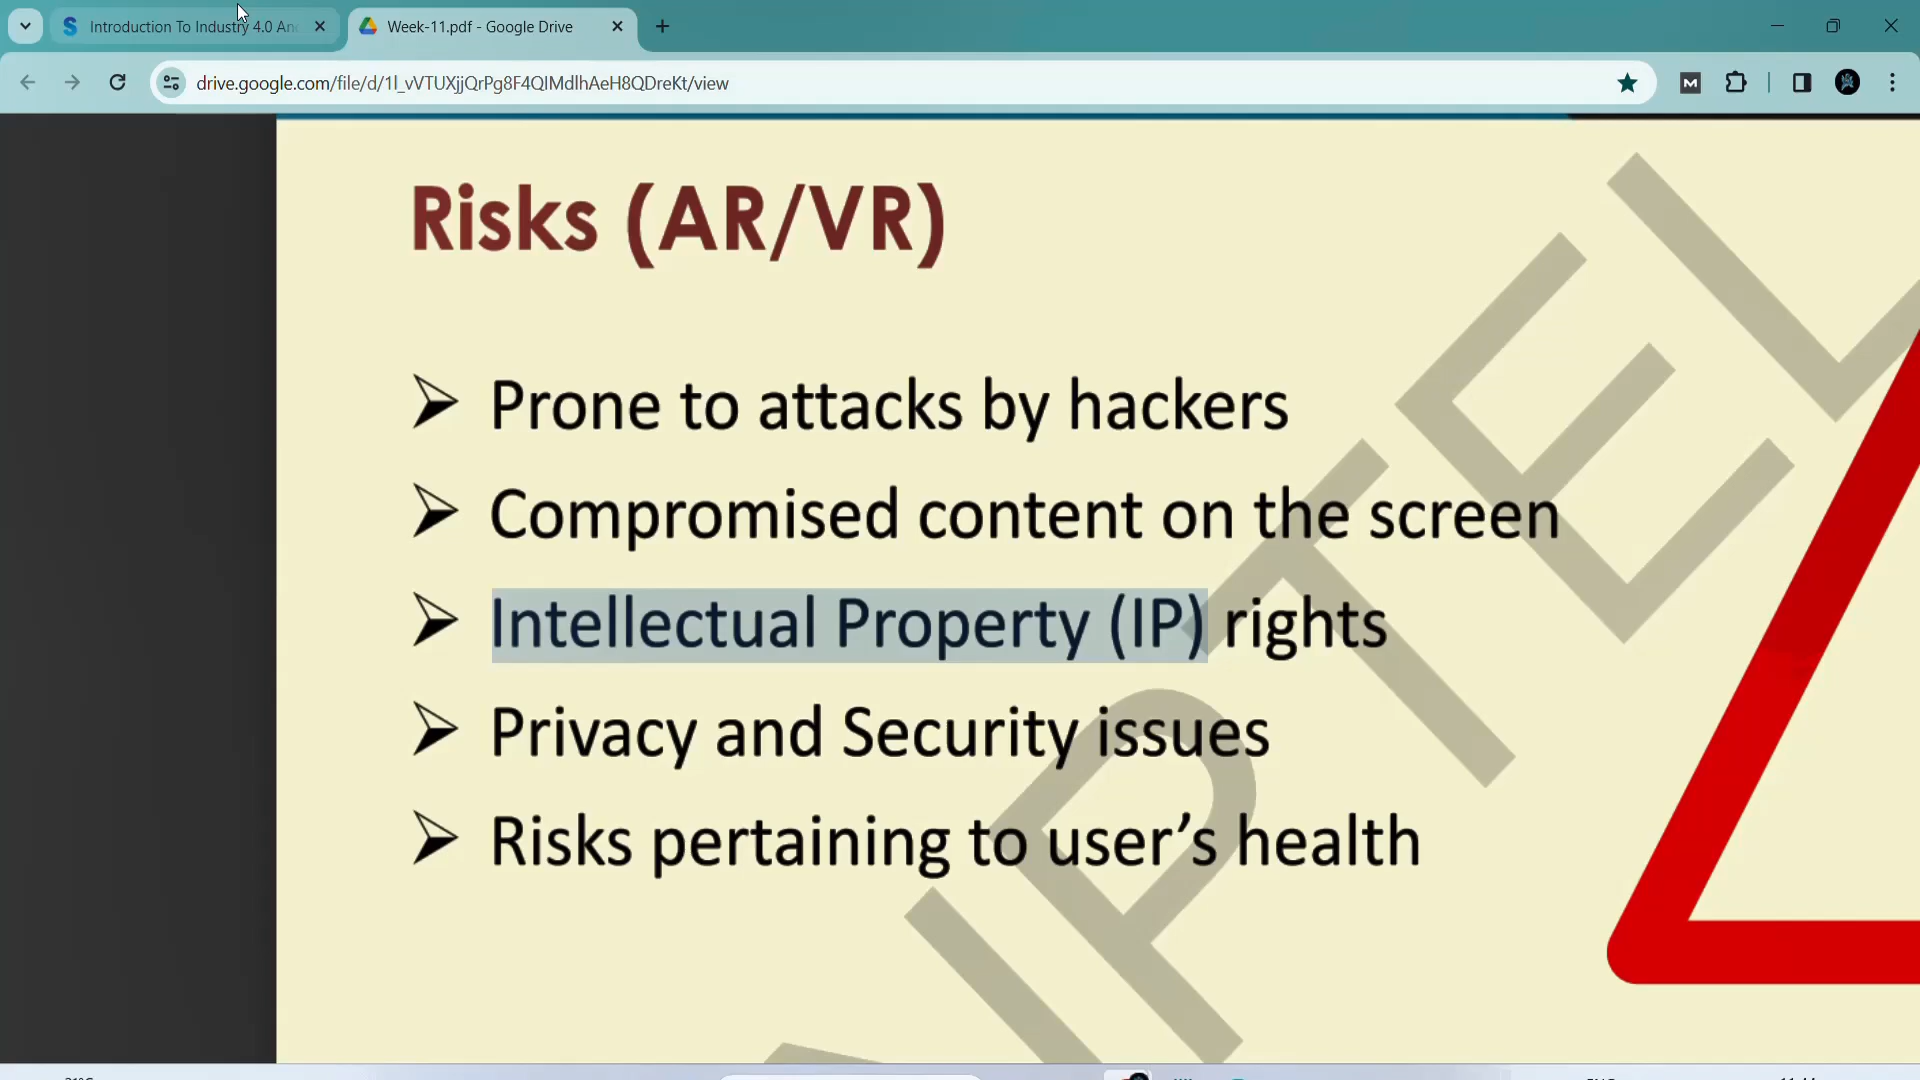 Introduction To Industry 4.0 An
Week-11.pdf - Google Drive
drive.google.com/file/d/1l_vVTUXjjQrPg8F4QIMdlhAeH8QDreKt/view
M
Risks (AR/VR)
Prone to attacks by hackers
Compromised content on the screen
Intellectual Property (IP) rights
Privacy and Security issues
Risks pertaining to user’s health
NPTEL